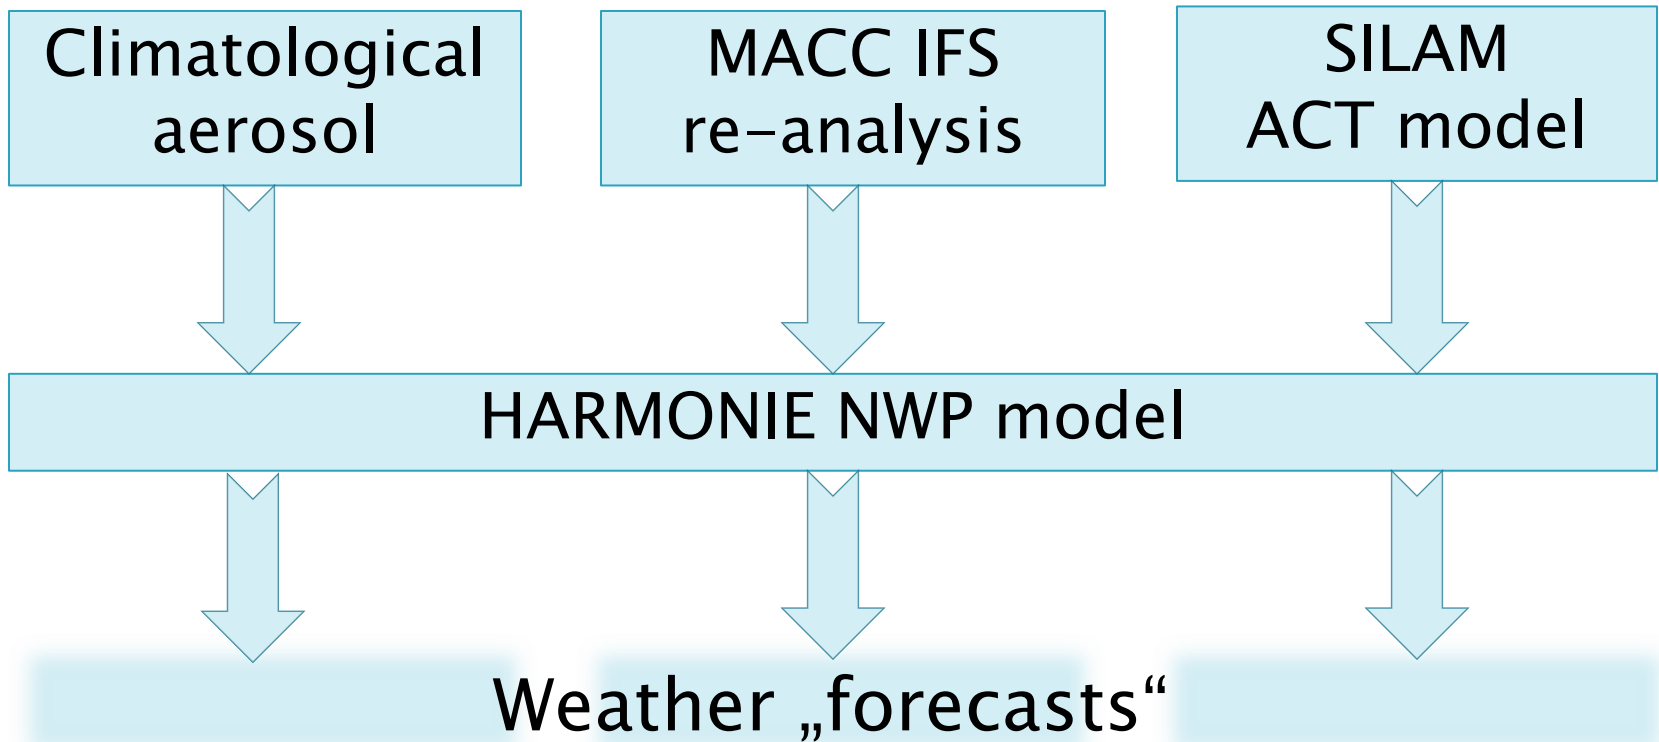 Climatological
aerosol
MACC IFS
re-analysis
SILAM
ACT model
HARMONIE NWP model
Weather „forecasts“